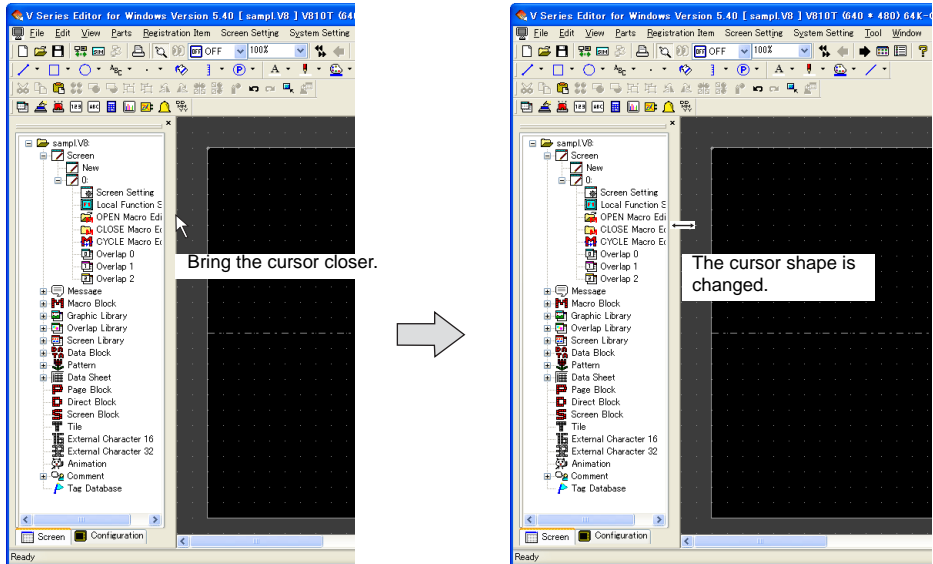 V Series Editor for Windows Version 5.40 [ sampl.V8 ] V810T (64
File Edit View Parts Registration Item Screen Setting System Setting
OFF 100%
ABC P A
123 ABC
sampl.V8:
Screen
New
0:
Screen Setting
Local Function S
OPEN Macro Edi
CLOSE Macro Ec
CYCLE Macro Ec
Overlap 0
Overlap 1
Overlap 2
Message
Macro Block
Graphic Library
Overlap Library
Screen Library
Data Block
Pattern
Data Sheet
Page Block
Direct Block
Screen Block
Tile
External Character 16
External Character 32
Animation
Comment
Tag Database
Screen Configuration
Ready
Bring the cursor closer.
V Series Editor for Windows Version 5.40 [ sampl.V8 ] V810T (640 * 480) 64K-C
File Edit View Parts Registration Item Screen Setting System Setting Tool Window
OFF 100%
ABC P A
123 ABC
sampl.V8:
Screen
New
0:
Screen Setting
Local Function S
OPEN Macro Edi
CLOSE Macro Ec
CYCLE Macro Ec
Overlap 0
Overlap 1
Overlap 2
Message
Macro Block
Graphic Library
Overlap Library
Screen Library
Data Block
Pattern
Data Sheet
Page Block
Direct Block
Screen Block
Tile
External Character 16
External Character 32
Animation
Comment
Tag Database
Screen Configuration
Ready
The cursor shape is
changed.